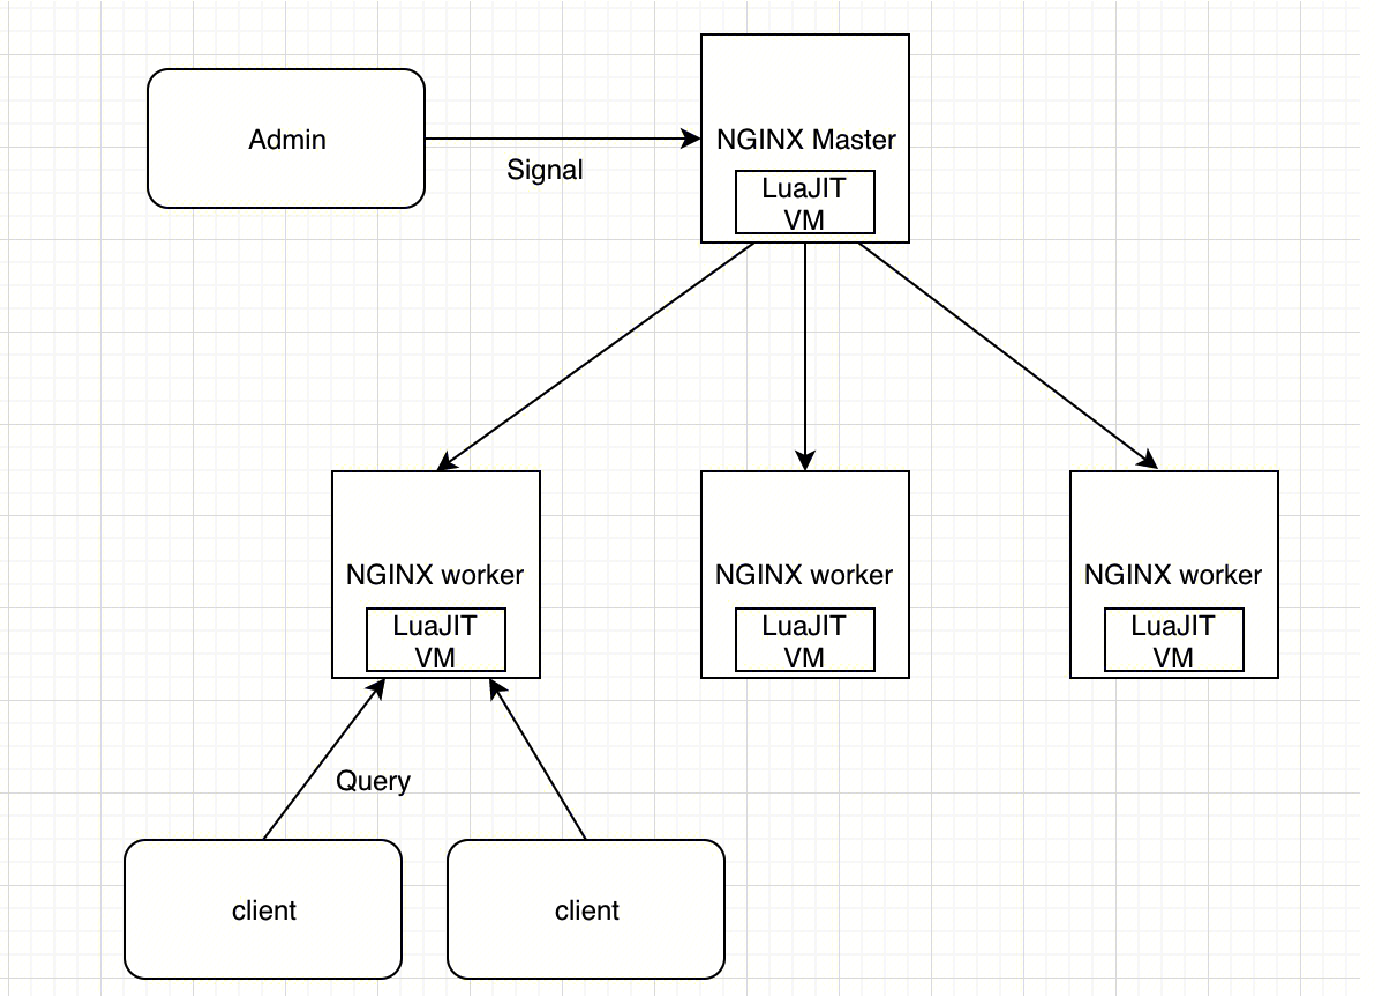 Admin
Signal
NGINX Master
LuaJIT
VM
NGINX worker
LuaJIT
VM
NGINX worker
LuaJIT
VM
NGINX worker
LuaJIT
VM
Query
client
client